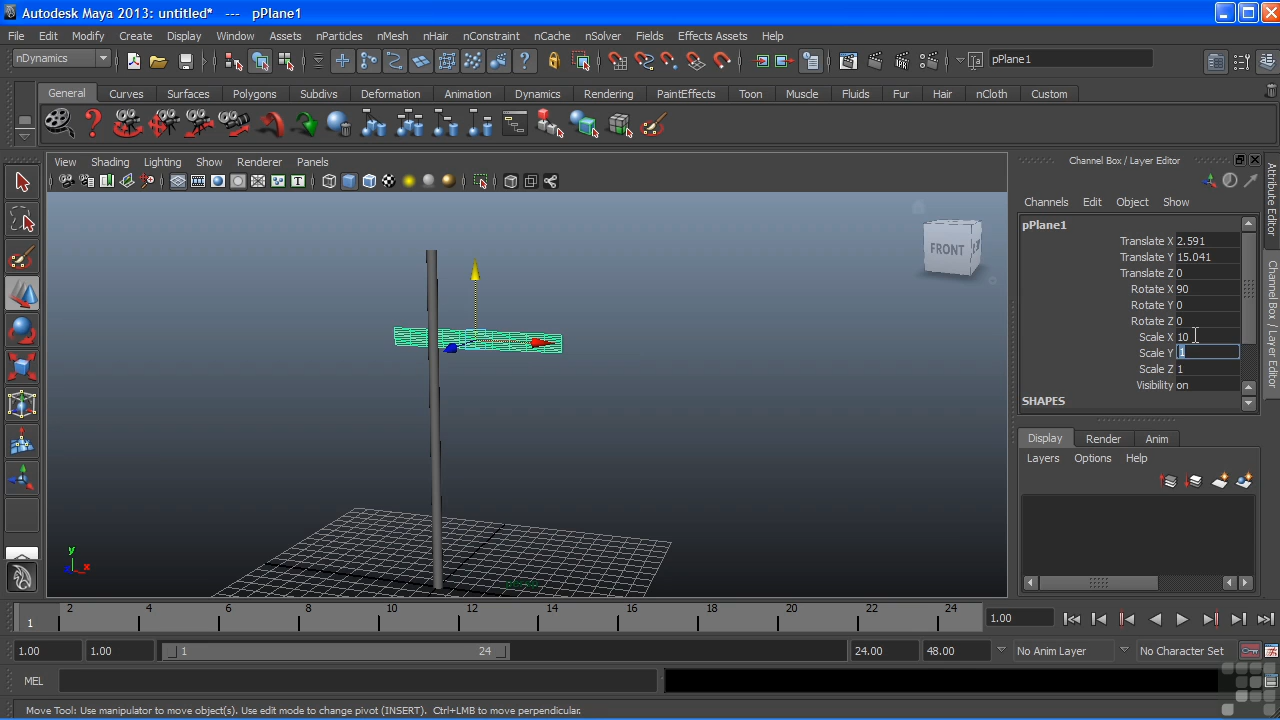 Autodesk Maya 2013: untitled*   ---   pPlane1
File Edit Modify Create Display Window Assets nParticles nMesh nHair nConstraint nCache nSolver Fields Effects Assets Help
nDynamics pPlane1
General Curves Surfaces Polygons Subdivs Deformation Animation Dynamics Rendering PaintEffects Toon Muscle Fluids Fur Hair nCloth Custom
View Shading Lighting Show Renderer Panels
Channel Box / Layer Editor
Channels Edit Object Show
pPlane1
Translate X 2.591
Translate Y 15.041
Translate Z 0
Rotate X 90
Rotate Y 0
Rotate Z 0
Scale X 10
Scale Y 1
Scale Z 1
Visibility on
SHAPES
Display Render Anim
Layers Options Help
Attribute Editor
Channel Box / Layer Editor
FRONT
y
x
z
persp
1 2 4 6 8 10 12 14 16 18 20 22 24
1.00
1.00 1.00 1 24 24.00 48.00 No Anim Layer No Character Set
MEL
Move Tool: Use manipulator to move object(s). Use edit mode to change pivot (INSERT).  Ctrl+LMB to move perpendicular.